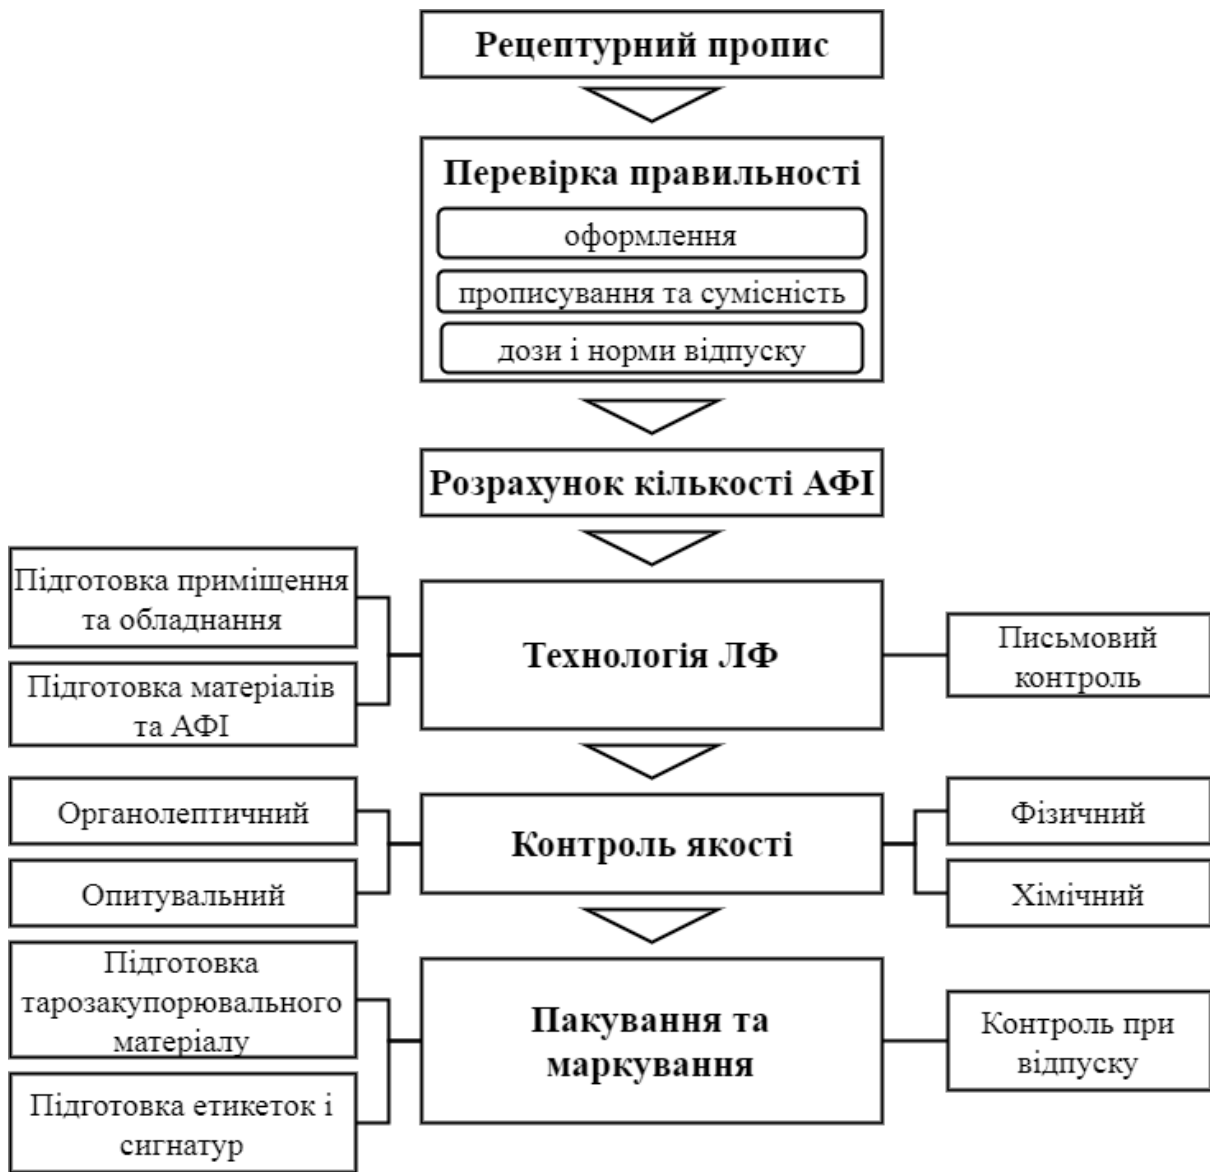 Рецептурний пропис
Перевірка правильності
оформлення
прописування та сумісність
дози і норми відпуску
Розрахунок кількості АФІ
Підготовка приміщення
та обладнання
Підготовка матеріалів
та АФІ
Технологія ЛФ
Письмовий
контроль
Органолептичний
Опитувальний
Контроль якості
Фізичний
Хімічний
Підготовка
тарозакупорювального
матеріалу
Підготовка етикеток і
сигнатур
Пакування та
маркування
Контроль при
відпуску